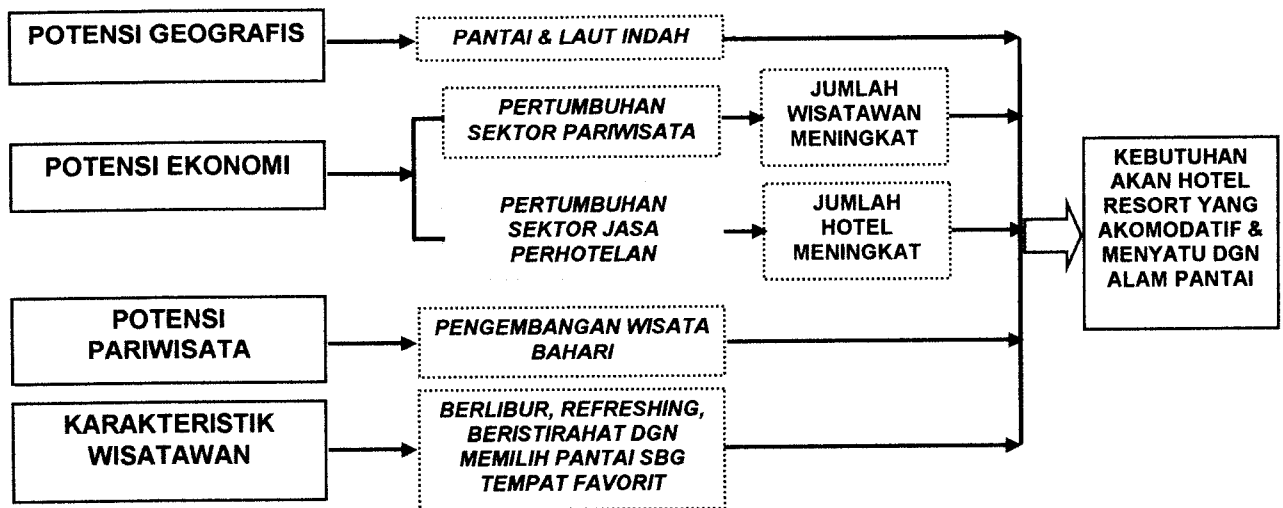 POTENSI GEOGRAFIS
PANTAI & LAUT INDAH
POTENSI EKONOMI
PERTUMBUHAN
SEKTOR PARIWISATA
JUMLAH
WISATAWAN
MENINGKAT
PERTUMBUHAN
SEKTOR JASA
PERHOTELAN
JUMLAH
HOTEL
MENINGKAT
POTENSI
PARIWISATA
PENGEMBANGAN WISATA
BAHARI
KARAKTERISTIK
WISATAWAN
BERLIBUR, REFRESHING,
BERISTIRAHAT DGN
MEMILIH PANTAI SBG
TEMPAT FAVORIT
KEBUTUHAN
AKAN HOTEL
RESORT YANG
AKOMODATIF &
MENYATU DGN
ALAM PANTAI